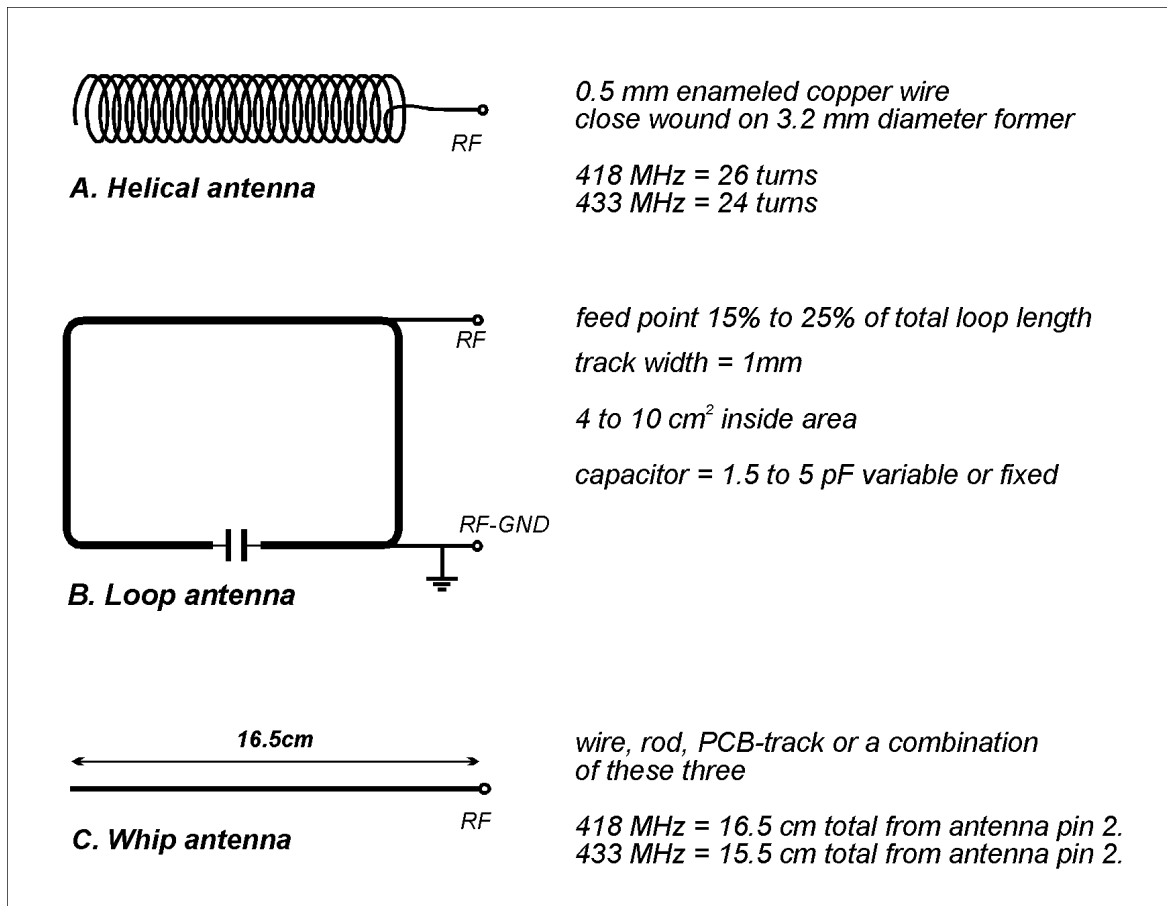 0.5 mm enameled copper wire
close wound on 3.2 mm diameter former
RF
418 MHz = 26 turns
A. Helical antenna
433 MHz = 24 turns
feed point 15% to 25% of total loop length
RF
track width = 1mm
4 to 10 cm² inside area
capacitor = 1.5 to 5 pF variable or fixed
RF-GND
B. Loop antenna
16.5cm
wire, rod, PCB-track or a combination
of these three
RF
C. Whip antenna
418 MHz = 16.5 cm total from antenna pin 2.
433 MHz = 15.5 cm total from antenna pin 2.